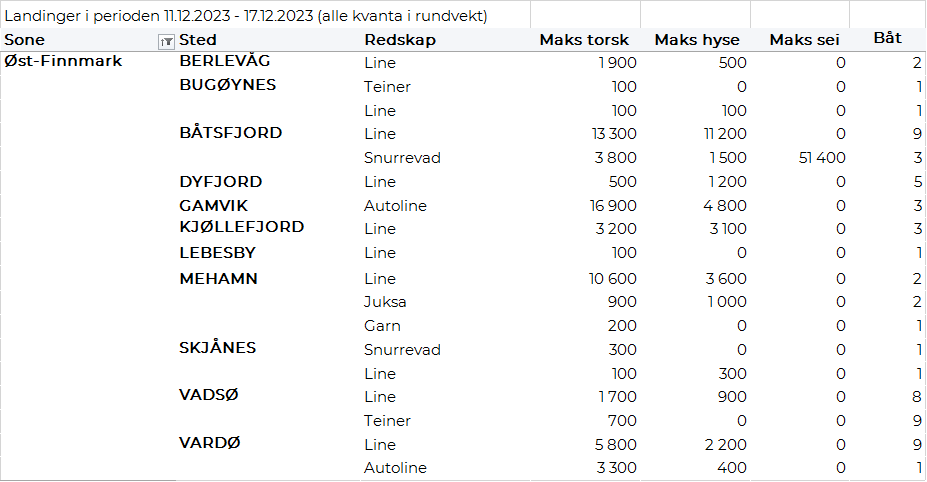 Landinger i perioden 11.12.2023 - 17.12.2023 (alle kvanta i rundvekt)
Sone Sted Redskap Maks torsk Maks hyse Maks sei Båt
Øst-Finnmark BERLEVÅG Line 1 900 500 0 2
BUGØYNES Teiner 100 0 0 1
Line 100 100 0 1
BÅTSFJORD Line 13 300 11 200 0 9
Snurrevad 3 800 1 500 51 400 3
DYFJORD Line 500 1 200 0 5
GAMVIK Autoline 16 900 4 800 0 3
KJØLLEFJORD Line 3 200 3 100 0 3
LEBESBY Line 100 0 0 1
MEHAMN Line 10 600 3 600 0 2
Juksa 900 1 000 0 2
Garn 200 0 0 1
SKJÅNES Snurrevad 300 0 0 1
Line 100 300 0 1
VADSØ Line 1 700 900 0 8
Teiner 700 0 0 9
VARDØ Line 5 800 2 200 0 9
Autoline 3 300 400 0 1